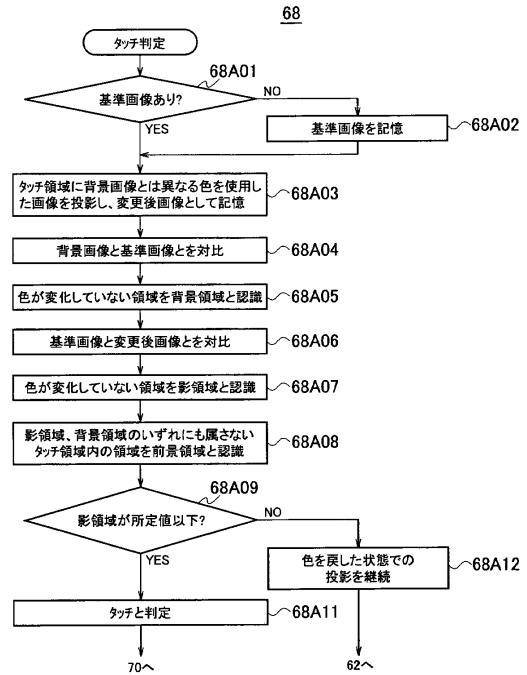 68
タッチ判定
68A01
基準画像あり?
NO
YES
基準画像を記憶
68A02
タッチ領域に背景画像とは異なる色を使用し
た画像を投影し、変更後画像として記憶
68A03
背景画像と基準画像とを対比
68A04
色が変化していない領域を背景領域と認識
68A05
基準画像と変更後画像とを対比
68A06
色が変化していない領域を影領域と認識
68A07
影領域、背景領域のいずれにも属さない
タッチ領域内の領域を前景領域と認識
68A08
68A09
影領域が所定値以下?
NO
YES
色を戻した状態での
投影を継続
68A12
タッチと判定
68A11
70へ
62へ